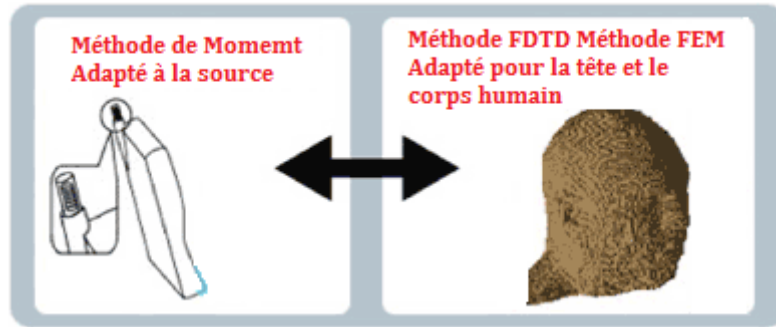 Méthode de Momemt
Adapté à la source
Méthode FDTD Méthode FEM
Adapté pour la tête et le
corps humain